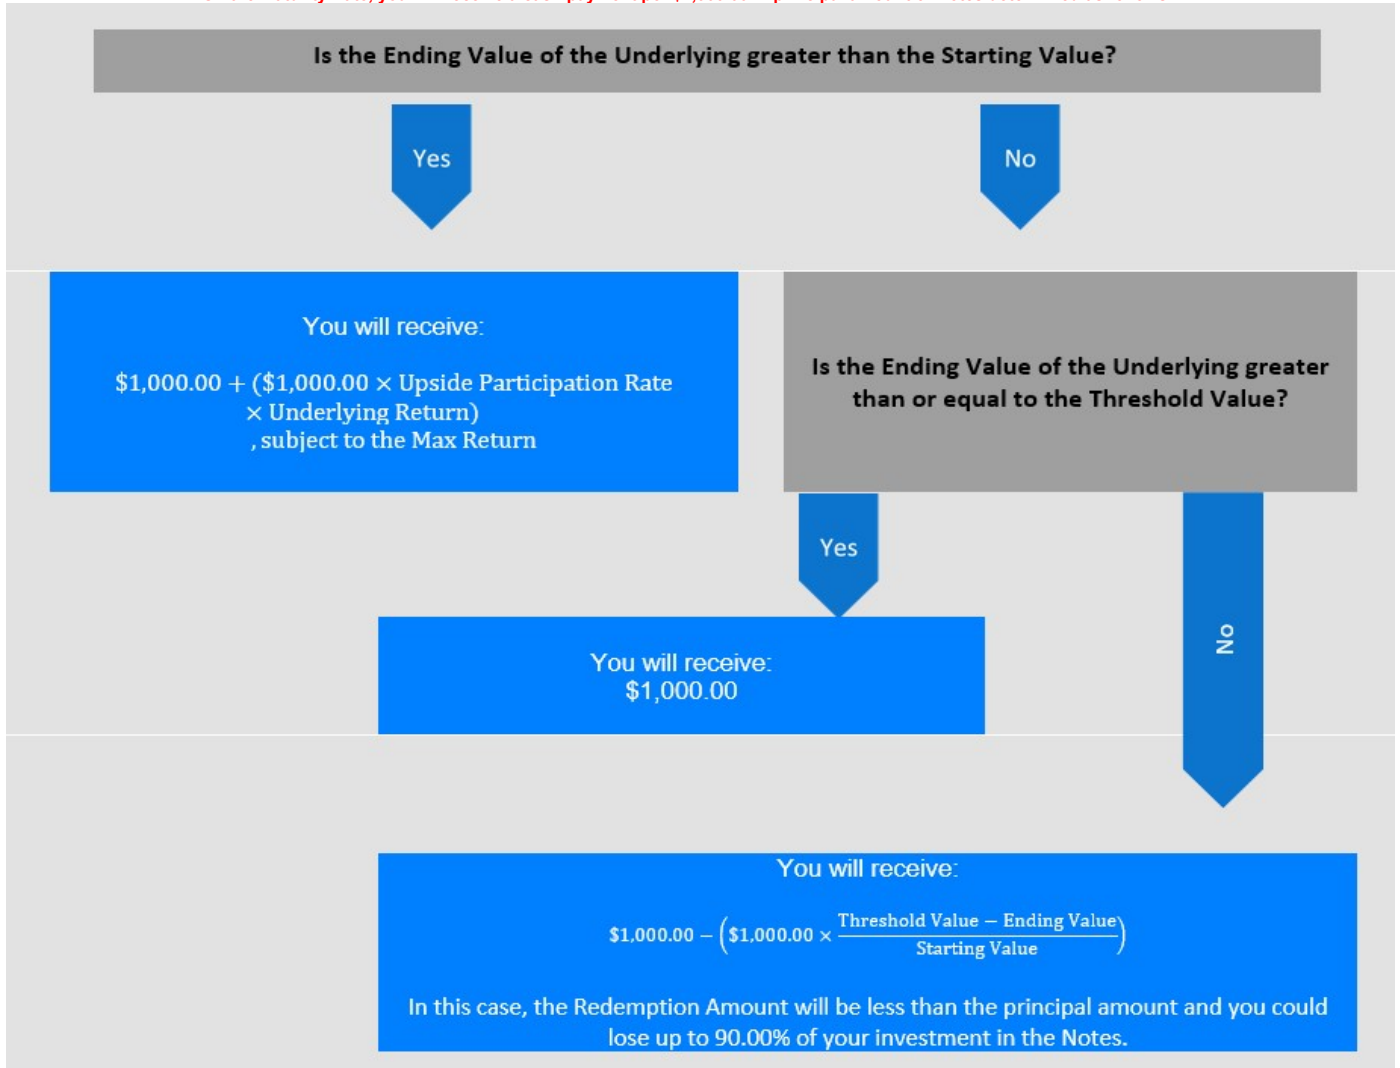 Is the Ending Value of the Underlying greater than the Starting Value?
Yes
No
You will receive:
$1,000.00 + ($1,000.00 × Upside Participation Rate
× Underlying Return)
, subject to the Max Return
Is the Ending Value of the Underlying greater
than or equal to the Threshold Value?
Yes
No
You will receive:
$1,000.00
You will receive:
$1,000.00 − ($1,000.00 × Threshold Value − Ending Value
Starting Value)
In this case, the Redemption Amount will be less than the principal amount and you could
lose up to 90.00% of your investment in the Notes.